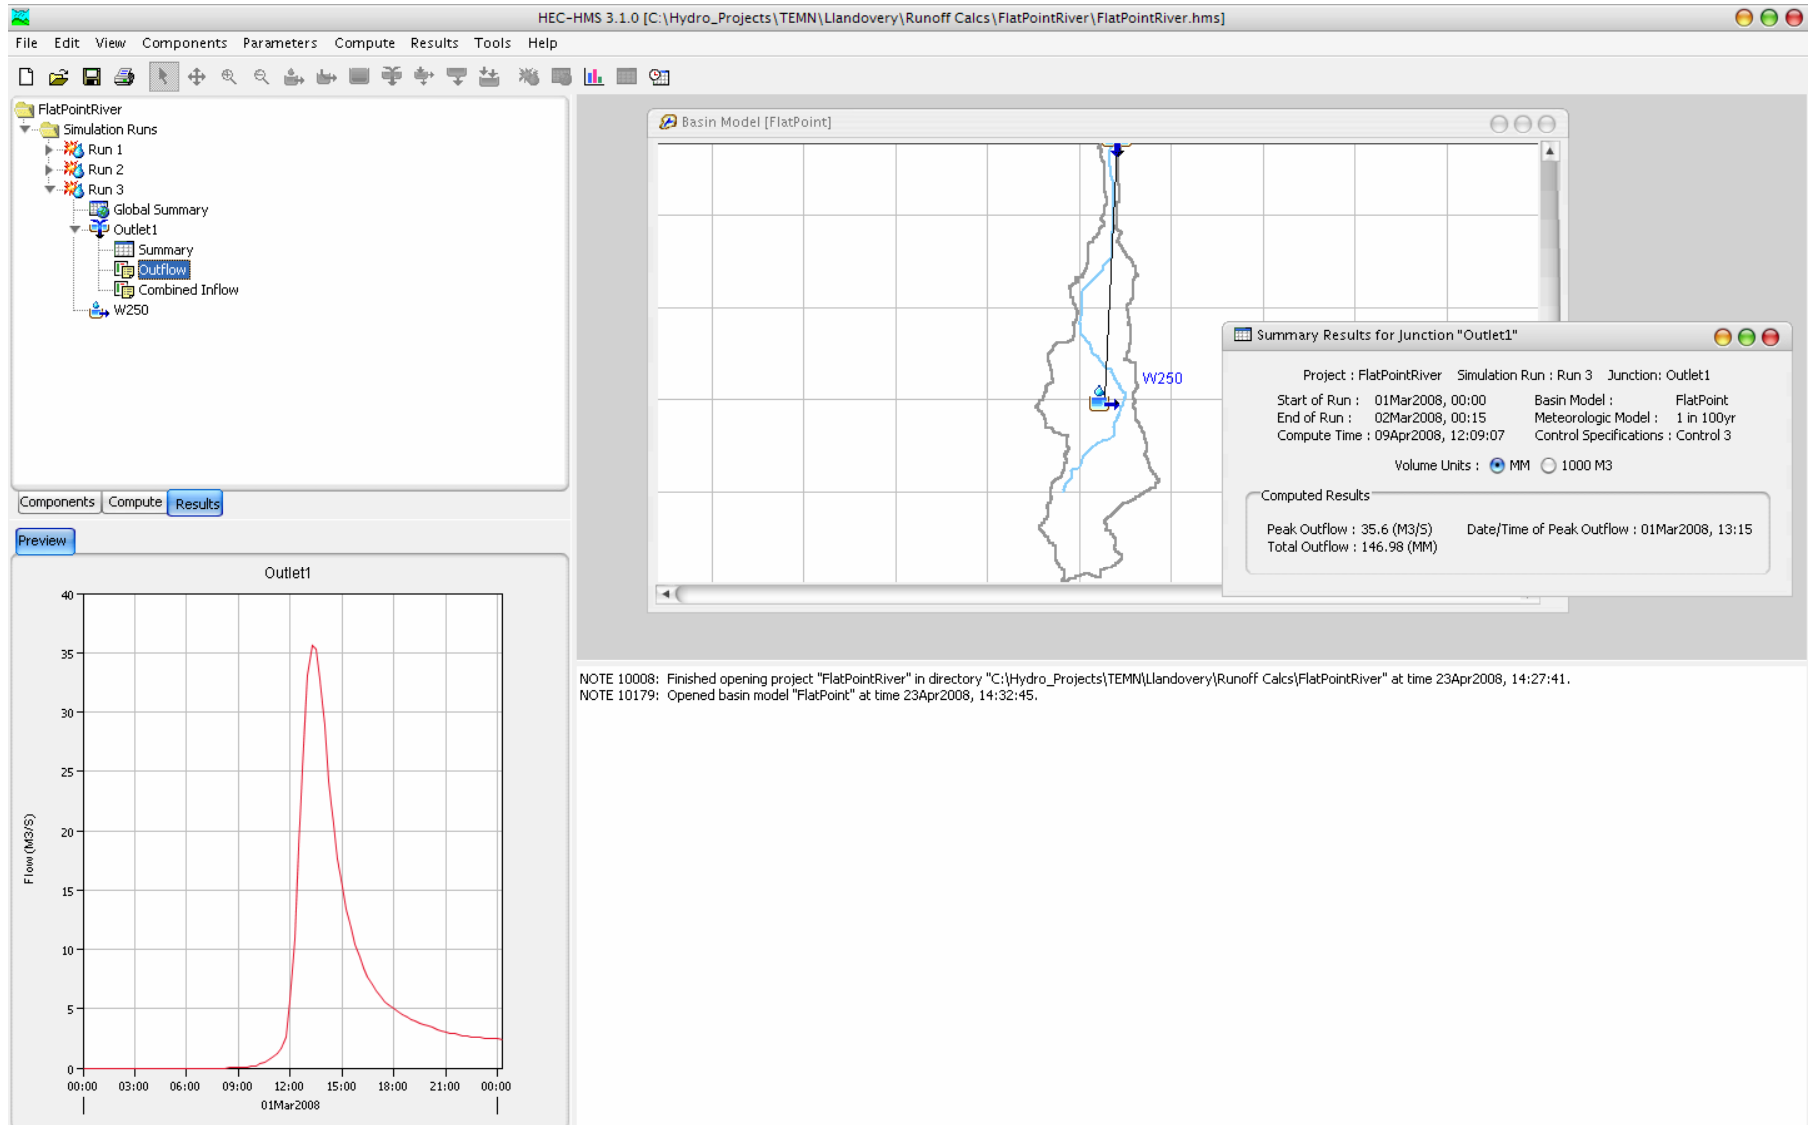 HEC-HMS 3.1.0 [C:\Hydro_Projects\TEMN\Llandovery\Runoff Calcs\FlatPointRiver\FlatPointRiver.hms]
File Edit View Components Parameters Compute Results Tools Help
FlatPointRiver
Simulation Runs
Run 1
Run 2
Run 3
Global Summary
Outlet1
Summary
Outflow
Combined Inflow
W250
Components Compute Results
Preview
Outlet1
40
35
30
25
20
15
10
5
0
Flow (M3/S)
00:00 03:00 06:00 09:00 12:00 15:00 18:00 21:00 00:00
01Mar2008
Basin Model [FlatPoint]
W250
Summary Results for Junction "Outlet1"
Project : FlatPointRiver Simulation Run : Run 3 Junction: Outlet1
Start of Run : 01Mar2008, 00:00 Basin Model : FlatPoint
End of Run : 02Mar2008, 00:15 Meteorologic Model : 1 in 100yr
Compute Time : 09Apr2008, 12:09:07 Control Specifications : Control 3
Volume Units : MM 1000 M3
Computed Results
Peak Outflow : 35.6 (M3/S) Date/Time of Peak Outflow : 01Mar2008, 13:15
Total Outflow : 146.98 (MM)
NOTE 10008: Finished opening project "FlatPointRiver" in directory "C:\Hydro_Projects\TEMN\Llandovery\Runoff Calcs\FlatPointRiver" at time 23Apr2008, 14:27:41.
NOTE 10179: Opened basin model "FlatPoint" at time 23Apr2008, 14:32:45.